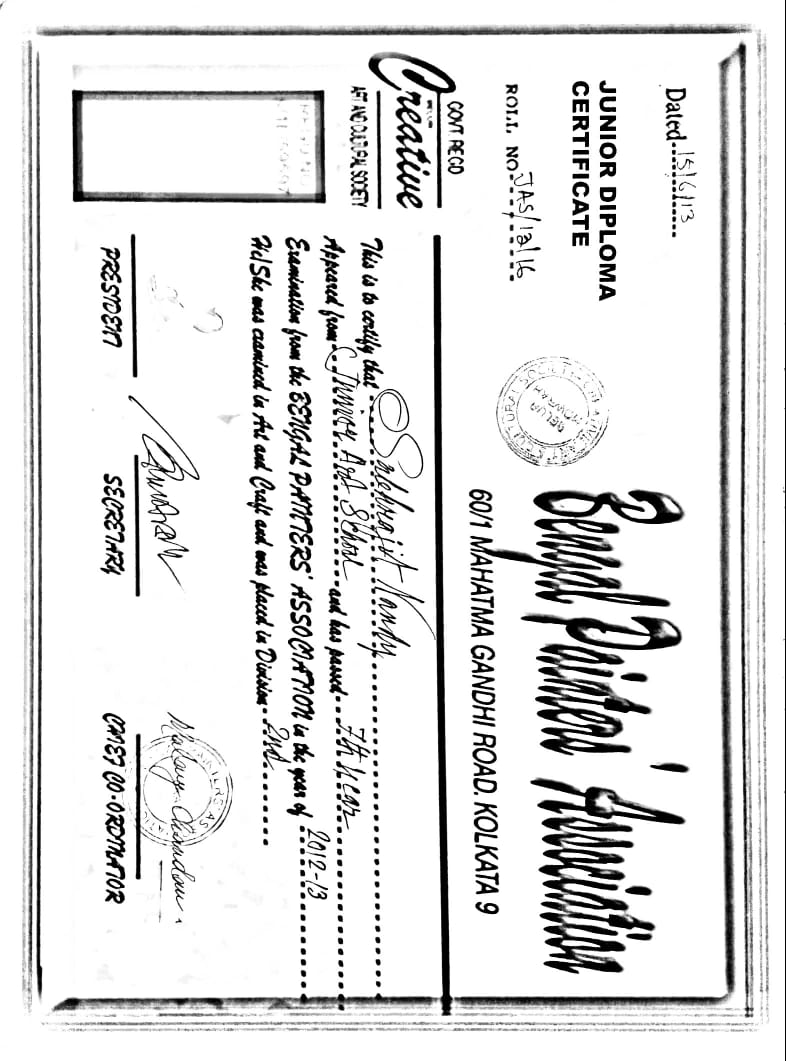 Dated 15/6/13
JUNIOR DIPLOMA
CERTIFICATE
ROLL NO JAS/12/16
Bengal Painters' Association
60/1 MAHATMA GANDHI ROAD. KOLKATA 9
BELUR
HOWRAH
GOVT. REGD
Creative
ART AND CULTURAL SOCIETY
REGD NO
This is to certify that Subhrajit Nandy
Appeared from Junior Art School and has passed 7th year
Examination from the BENGAL PAINTERS' ASSOCIATION in the year of 2012-13
He/She was examined in Art and Craft and was placed in Division 2nd
Malay Chandan
PRESIDENT SECRETARY CHIEF CO-ORDINATOR